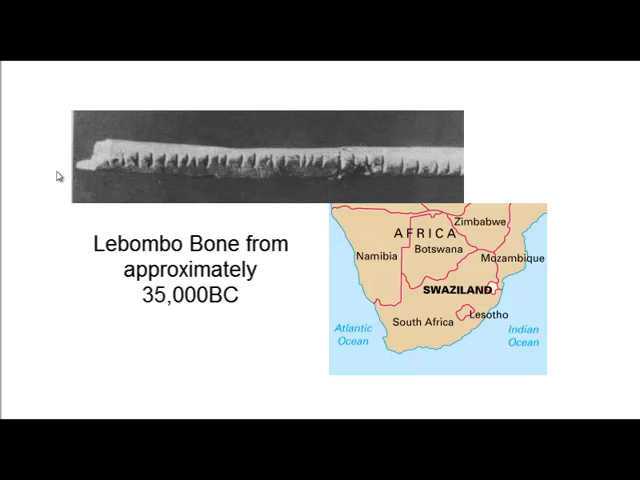 Lebombo Bone from
approximately
35,000BC
Zimbabwe
AFRICA
Botswana
Namibia
Mozambique
SWAZILAND
Lesotho
South Africa
Atlantic
Ocean
Indian
Ocean